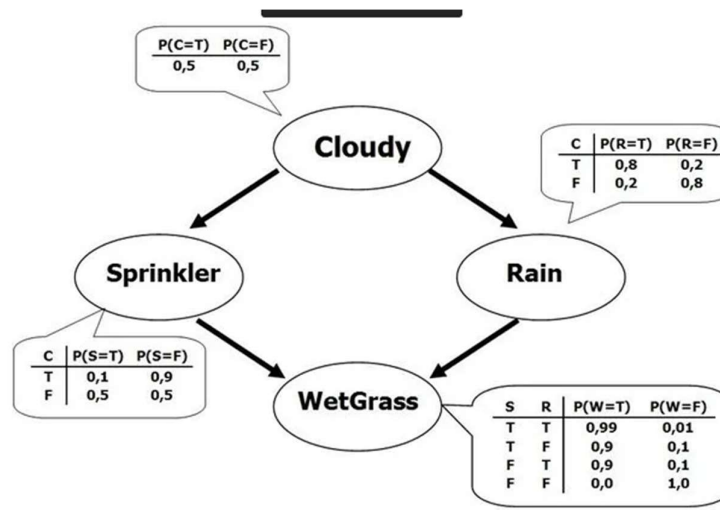 P(C=T) P(C=F)
0,5 0,5
Cloudy
C P(R=T) P(R=F)
T 0,8 0,2
F 0,2 0,8
Sprinkler
Rain
C P(S=T) P(S=F)
T 0,1 0,9
F 0,5 0,5
WetGrass
S R P(W=T) P(W=F)
T T 0,99 0,01
T F 0,9 0,1
F T 0,9 0,1
F F 0,0 1,0